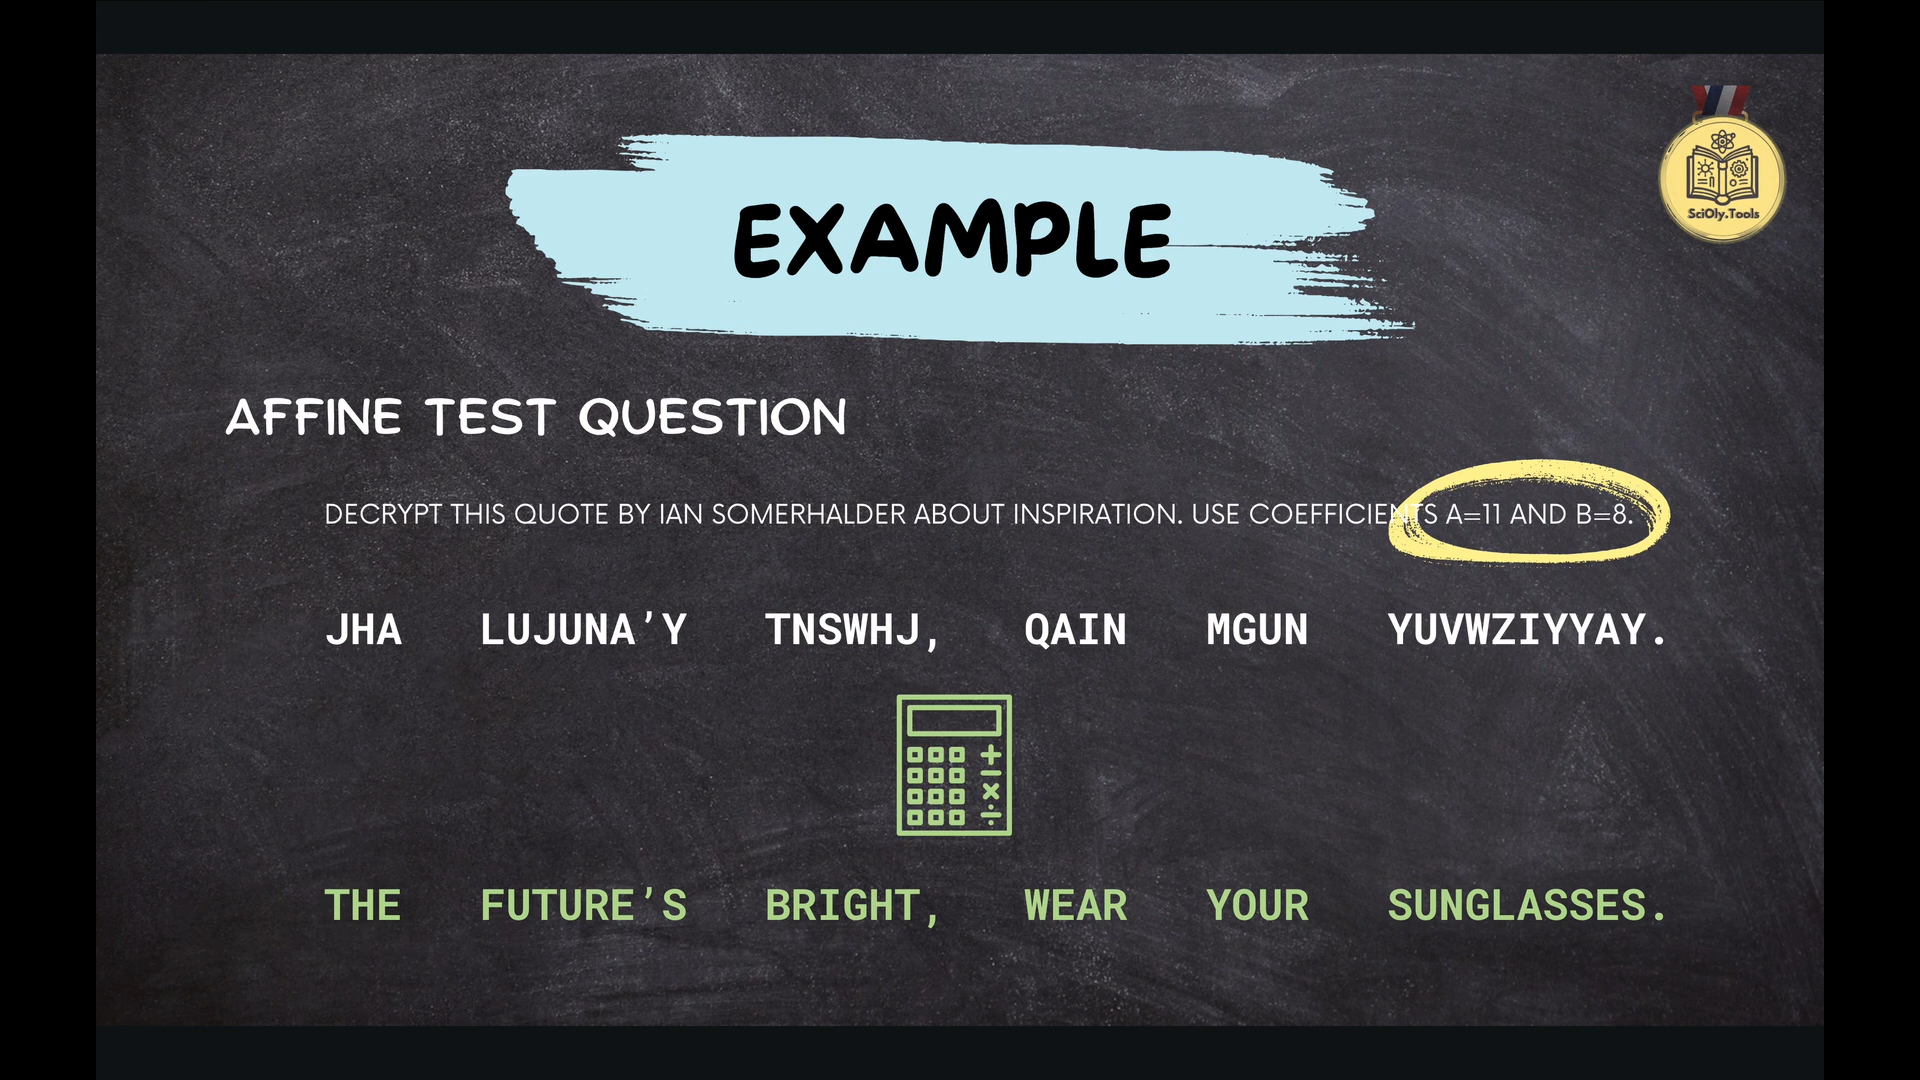 SciOly.Tools
EXAMPLE
AFFINE TEST QUESTION
DECRYPT THIS QUOTE BY IAN SOMERHALDER ABOUT INSPIRATION. USE COEFFICIENTS A=11 AND B=8.
JHA LUJUNA’Y TNSWHJ, QAIN MGUN YUVWZIYYAY.
THE FUTURE’S BRIGHT, WEAR YOUR SUNGLASSES.